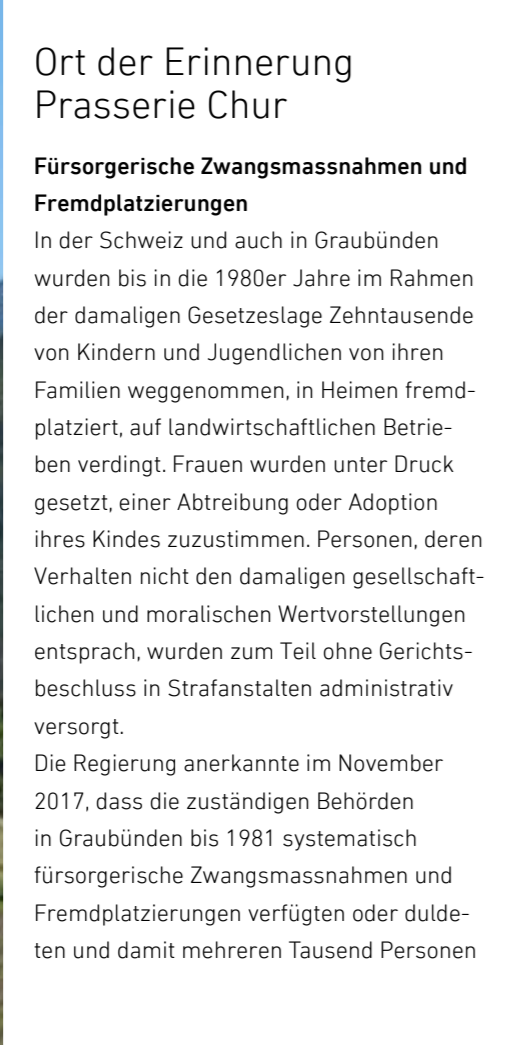 Ort der Erinnerung
Prasserie Chur
Fürsorgerische Zwangsmassnahmen und
Fremdplatzierungen
In der Schweiz und auch in Graubünden
wurden bis in die 1980er Jahre im Rahmen
der damaligen Gesetzeslage Zehntausende
von Kindern und Jugendlichen von ihren
Familien weggenommen, in Heimen fremd-
platziert, auf landwirtschaftlichen Betrie-
ben verdingt. Frauen wurden unter Druck
gesetzt, einer Abtreibung oder Adoption
ihres Kindes zuzustimmen. Personen, deren
Verhalten nicht den damaligen gesellschaft-
lichen und moralischen Wertvorstellungen
entsprach, wurden zum Teil ohne Gerichts-
beschluss in Strafanstalten administrativ
versorgt.
Die Regierung anerkannte im November
2017, dass die zuständigen Behörden
in Graubünden bis 1981 systematisch
fürsorgerische Zwangsmassnahmen und
Fremdplatzierungen verfügten oder dulde-
ten und damit mehreren Tausend Personen